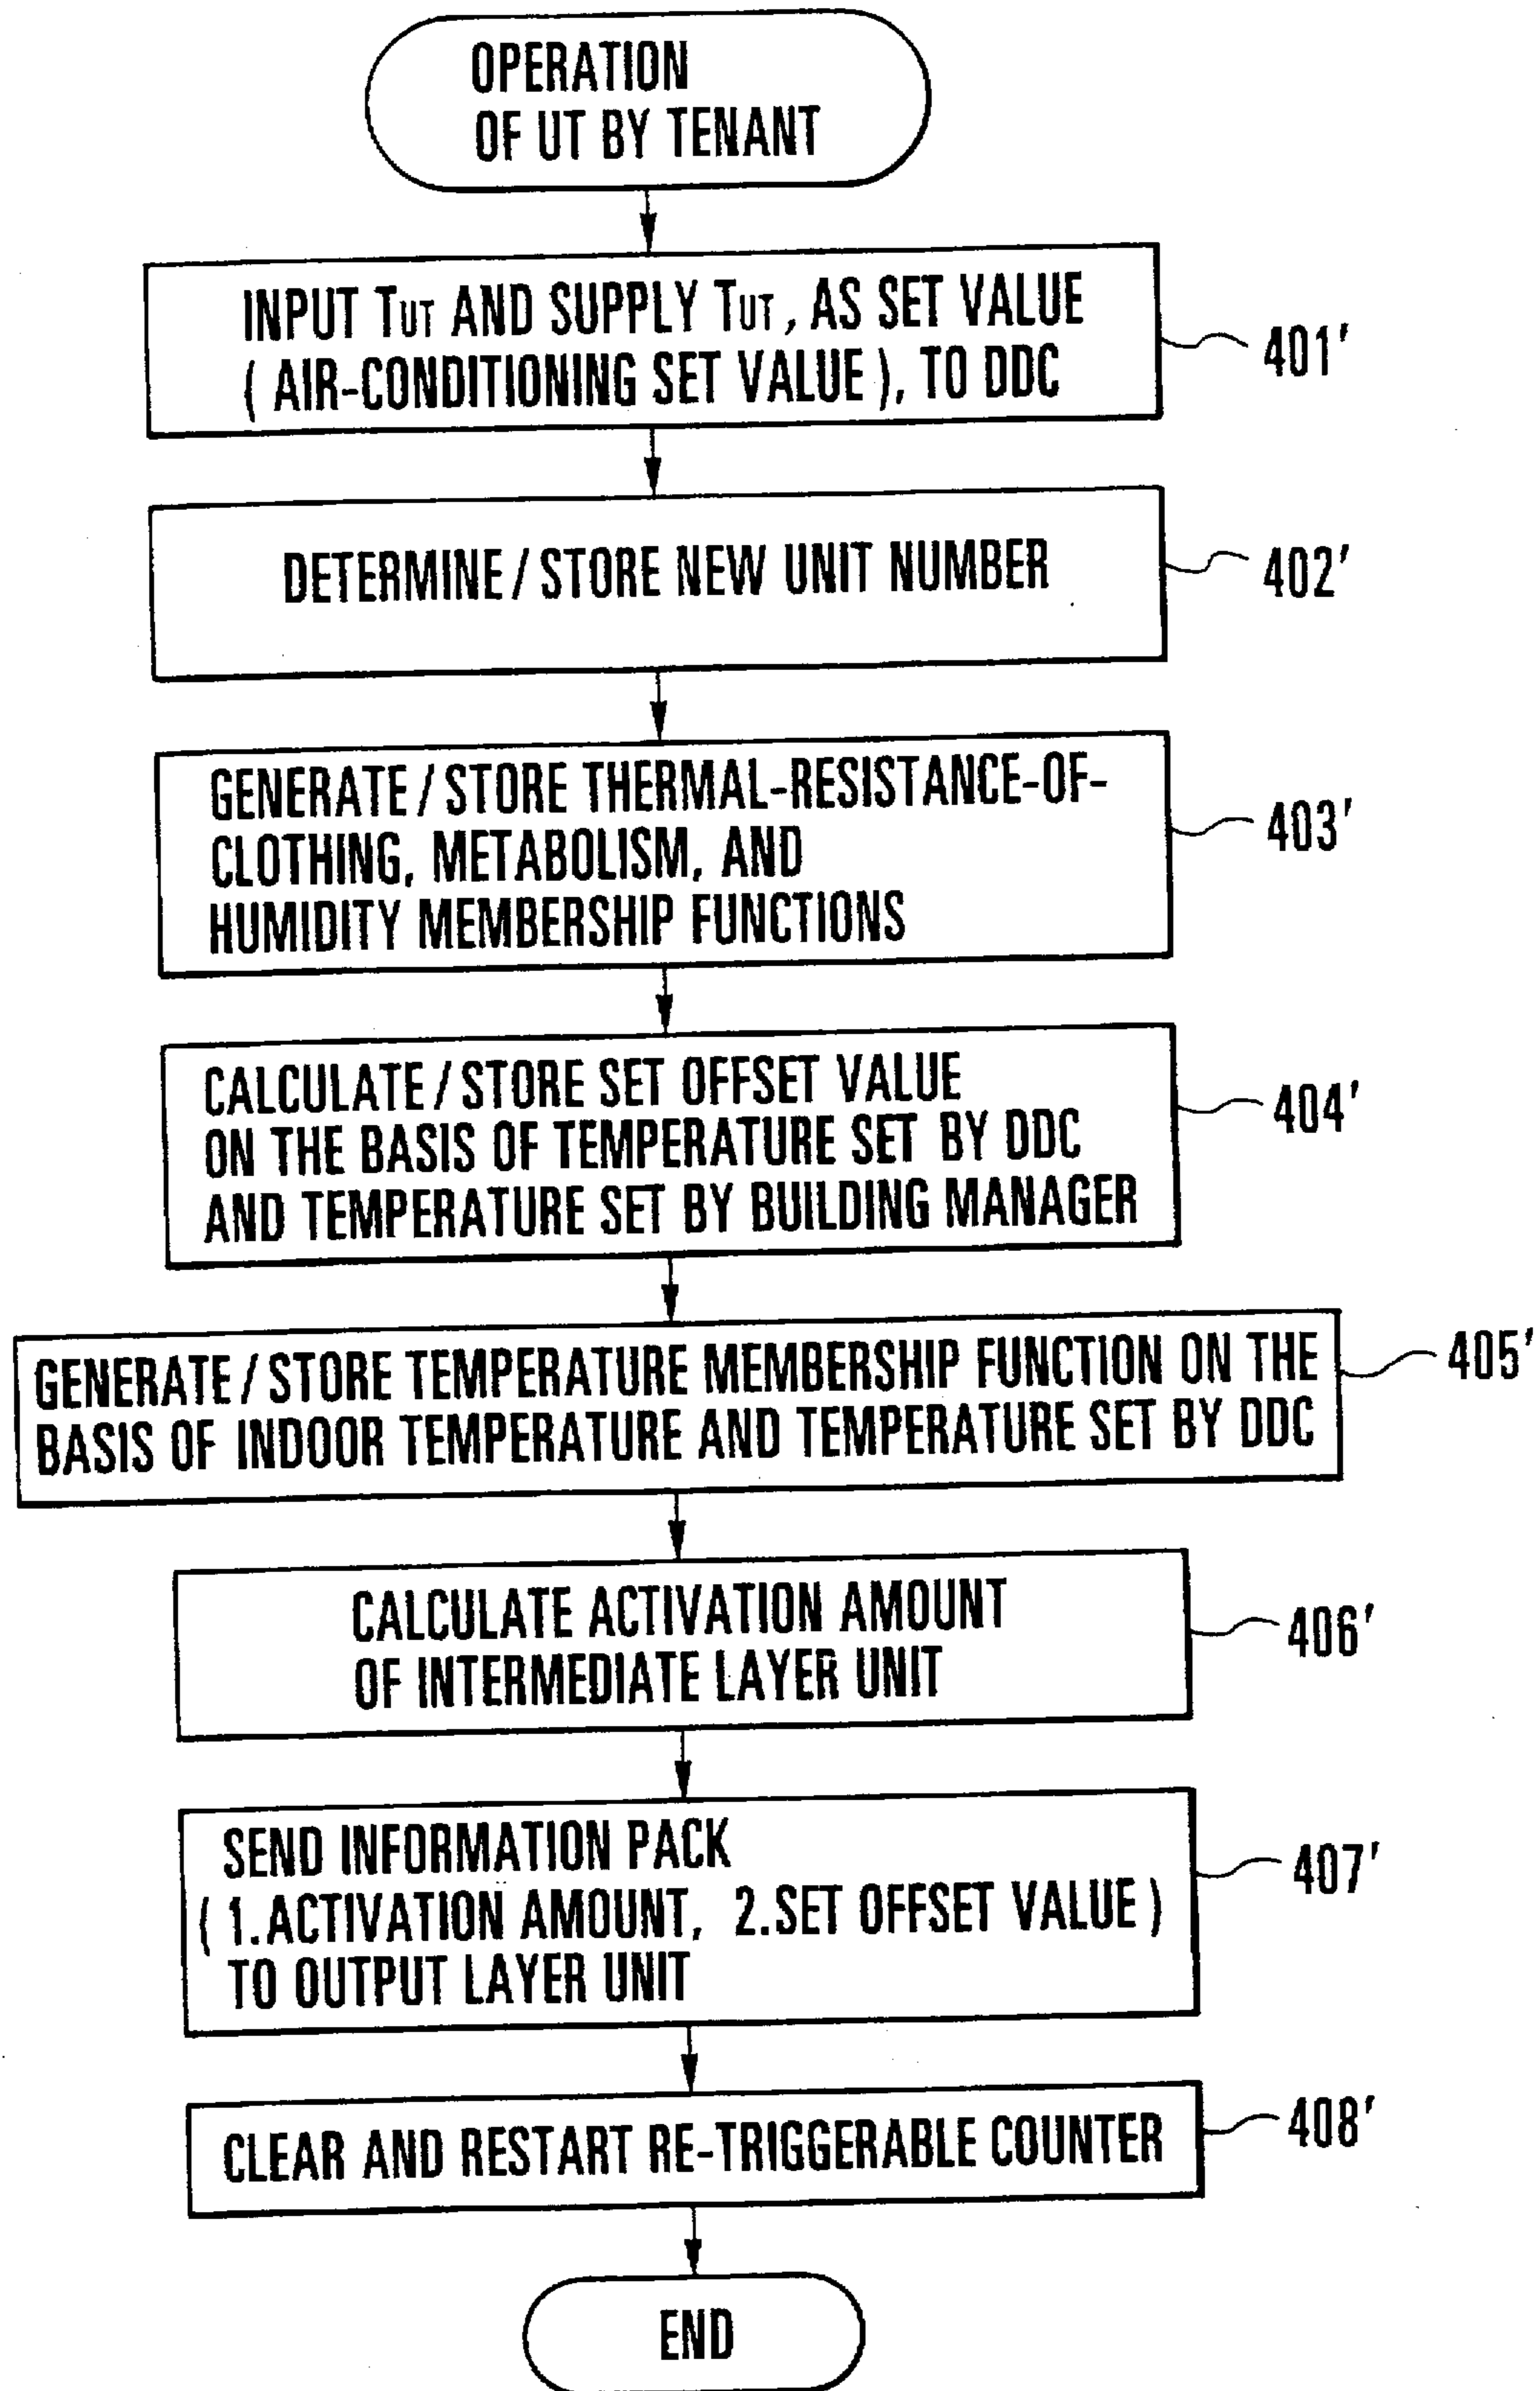 OPERATION
OF UT BY TENANT
INPUT TUT AND SUPPLY TUT, AS SET VALUE
(AIR-CONDITIONING SET VALUE), TO DDC
401'
DETERMINE/STORE NEW UNIT NUMBER
402'
GENERATE/STORE THERMAL-RESISTANCE-OF-
CLOTHING, METABOLISM, AND
HUMIDITY MEMBERSHIP FUNCTIONS
403'
CALCULATE/STORE SET OFFSET VALUE
ON THE BASIS OF TEMPERATURE SET BY DDC
AND TEMPERATURE SET BY BUILDING MANAGER
404'
GENERATE/STORE TEMPERATURE MEMBERSHIP FUNCTION ON THE
BASIS OF INDOOR TEMPERATURE AND TEMPERATURE SET BY DDC
405'
CALCULATE ACTIVATION AMOUNT
OF INTERMEDIATE LAYER UNIT
406'
SEND INFORMATION PACK
(1.ACTIVATION AMOUNT, 2.SET OFFSET VALUE)
TO OUTPUT LAYER UNIT
407'
CLEAR AND RESTART RE-TRIGGERABLE COUNTER
408'
END